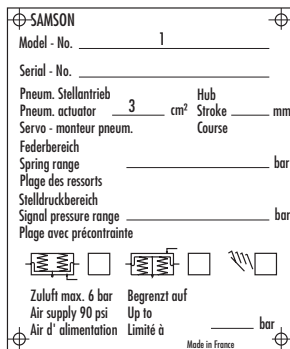 SAMSON
Model - No. 1
Serial - No.
Pneum. Stellantrieb Hub
Pneum. actuator 3 cm² Stroke mm
Servo - monteur pneum. Course
Federbereich
Spring range bar
Plage des ressorts
Stelldruckbereich
Signal pressure range bar
Plage avec précontrainte
Zuluft max. 6 bar Begrenzt auf
Air supply 90 psi Up to
Air d' alimentation Limité à bar
Made in France